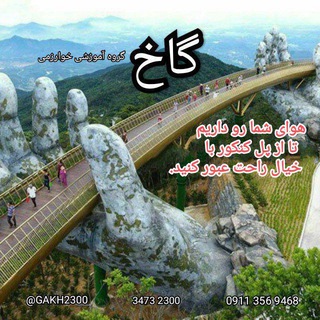 گاخ
گروه آموزشی خوارزمی
هوای شما رو داریم
تا از پل کنکور با
خیال راحت عبور کنید.
@GAKH2300 3473 2300 0911 356 9468